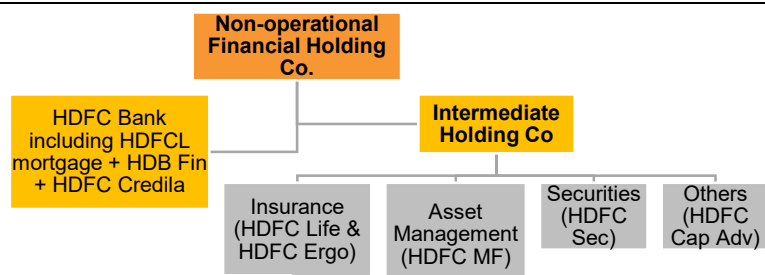 Non-operational
Financial Holding
Co.
HDFC Bank
including HDFCL
mortgage + HDB Fin
+ HDFC Credila
Intermediate
Holding Co
Insurance
(HDFC Life &
HDFC Ergo)
Asset
Management
(HDFC MF)
Securities
(HDFC
Sec)
Others
(HDFC
Cap Adv)